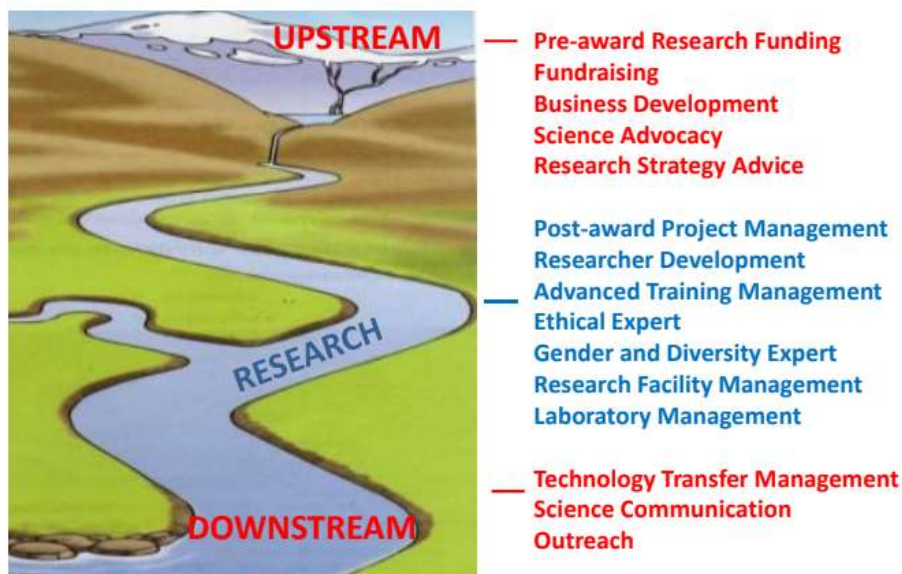 UPSTREAM
Pre-award Research Funding
Fundraising
Business Development
Science Advocacy
Research Strategy Advice
Post-award Project Management
Researcher Development
Advanced Training Management
Ethical Expert
Gender and Diversity Expert
Research Facility Management
Laboratory Management
RESEARCH
Technology Transfer Management
Science Communication
Outreach
DOWNSTREAM